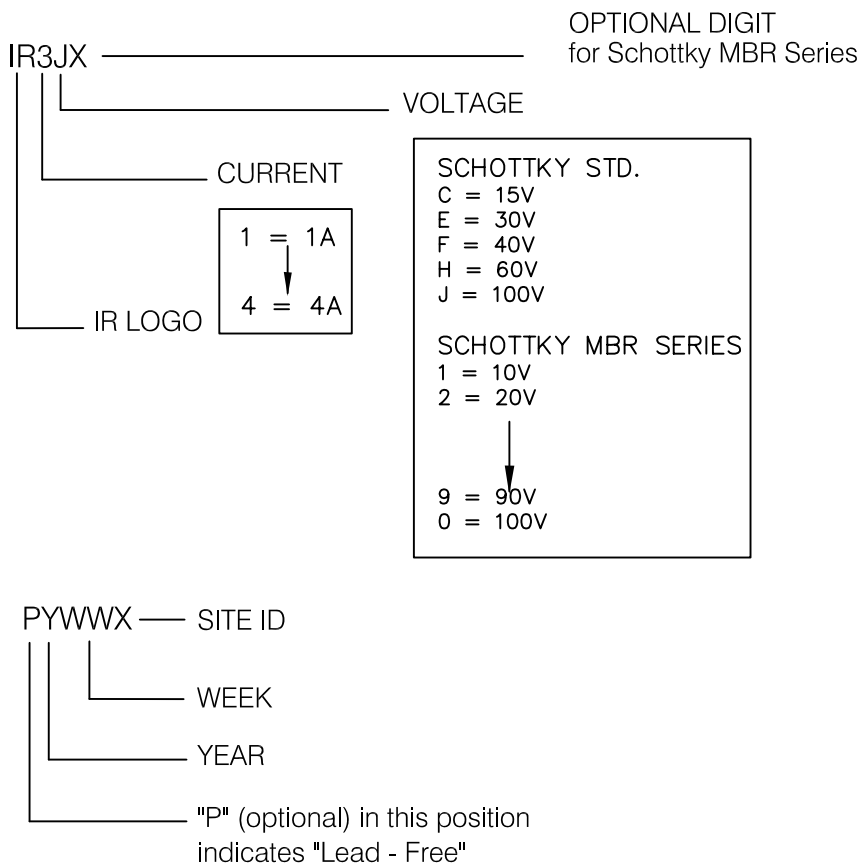 OPTIONAL DIGIT
for Schottky MBR Series
IR3JX
VOLTAGE
CURRENT
1 = 1A
4 = 4A
IR LOGO
SCHOTTKY STD.
C = 15V
E = 30V
F = 40V
H = 60V
J = 100V
SCHOTTKY MBR SERIES
1 = 10V
2 = 20V
9 = 90V
0 = 100V
PYWWX
SITE ID
WEEK
YEAR
"P" (optional) in this position
indicates "Lead - Free"